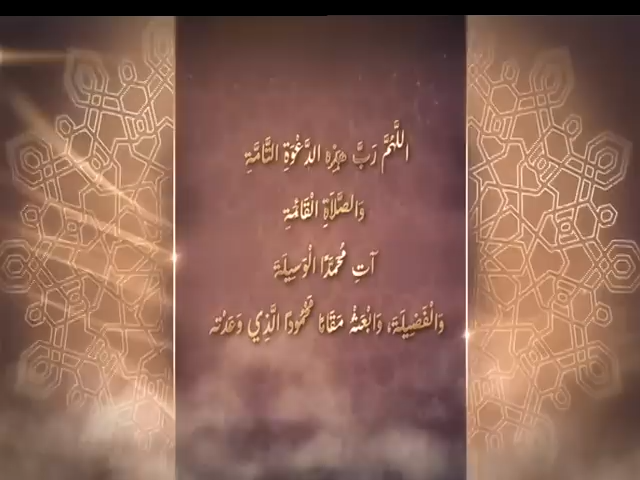 اللَّهُمَّ رَبَّ هَذِهِ الدَّعْوَةِ التَّامَّةِ
وَالصَّلَاةِ الْقَائِمَةِ
آتِ مُحَمَّدًا الْوَسِيلَةَ
وَالْفَضِيلَةَ، وَابْعَثْهُ مَقَامًا مَحْمُودًا الَّذِي وَعَدْتَه